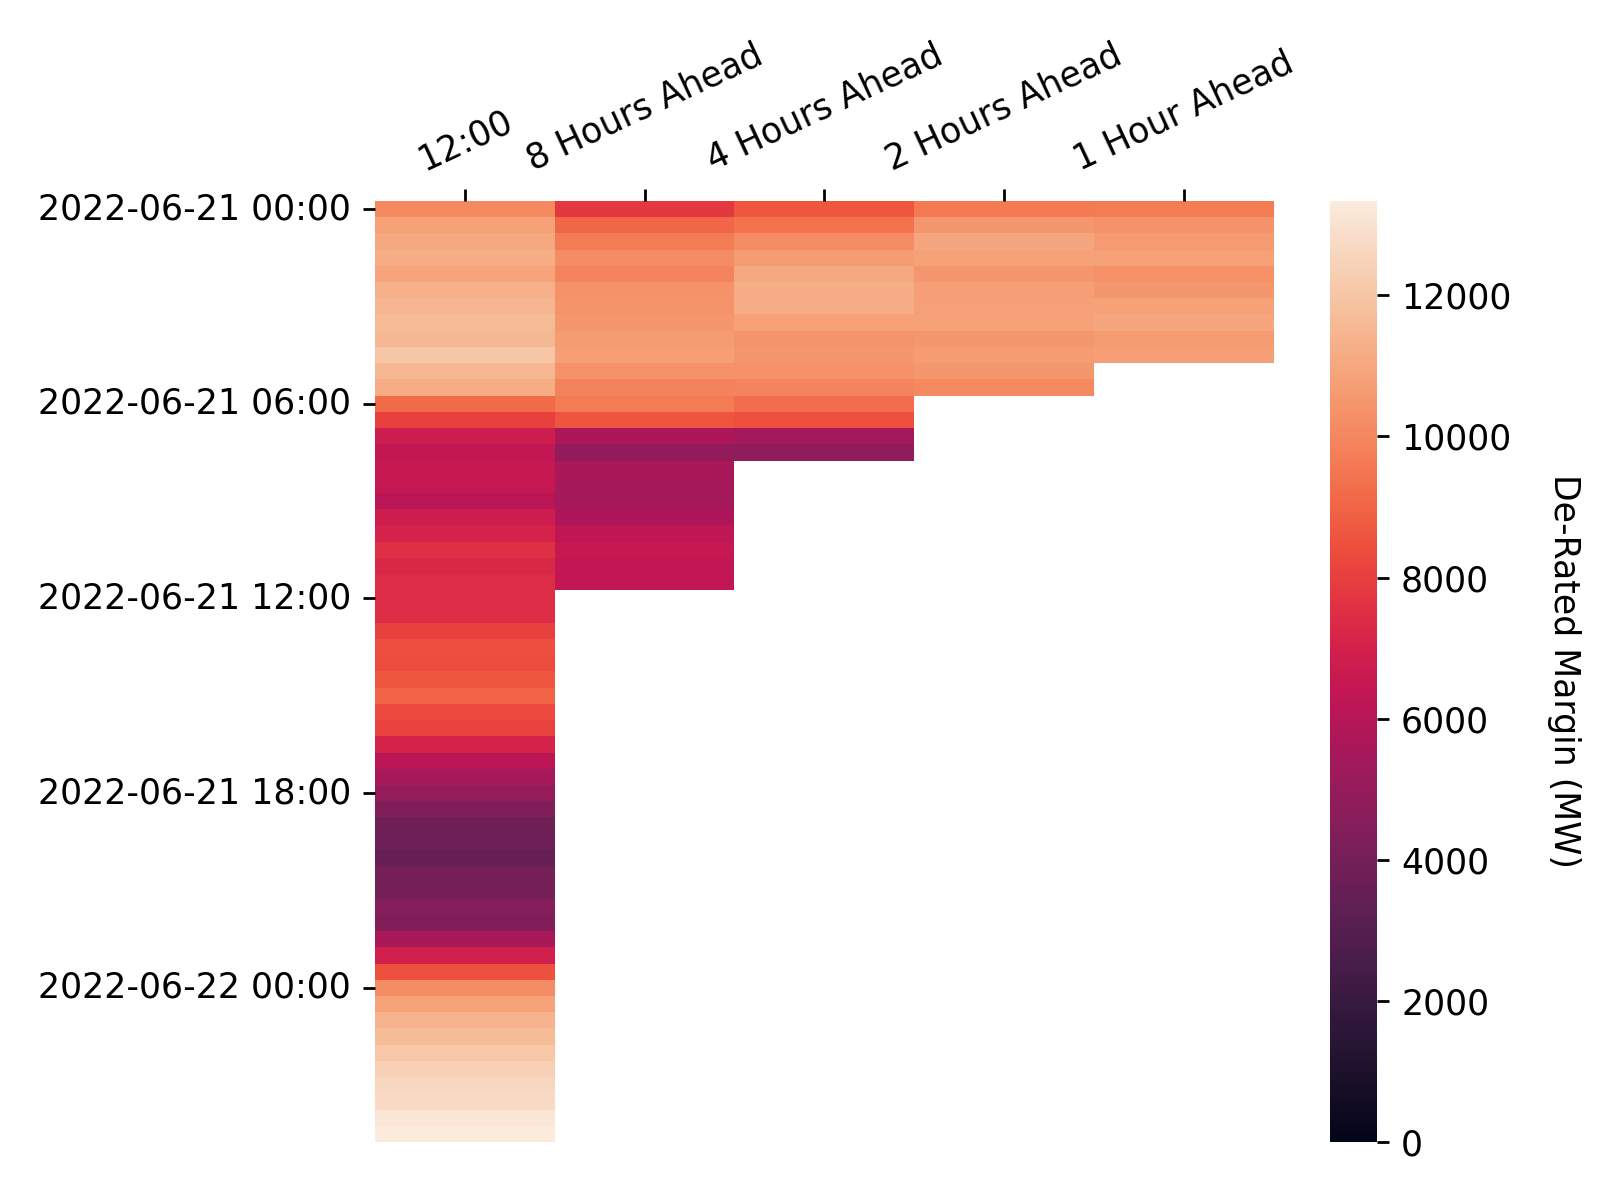 12:00
8 Hours Ahead
4 Hours Ahead
2 Hours Ahead
1 Hour Ahead
2022-06-21 00:00
2022-06-21 06:00
2022-06-21 12:00
2022-06-21 18:00
2022-06-22 00:00
12000
10000
8000
6000
4000
2000
0
De-Rated Margin (MW)